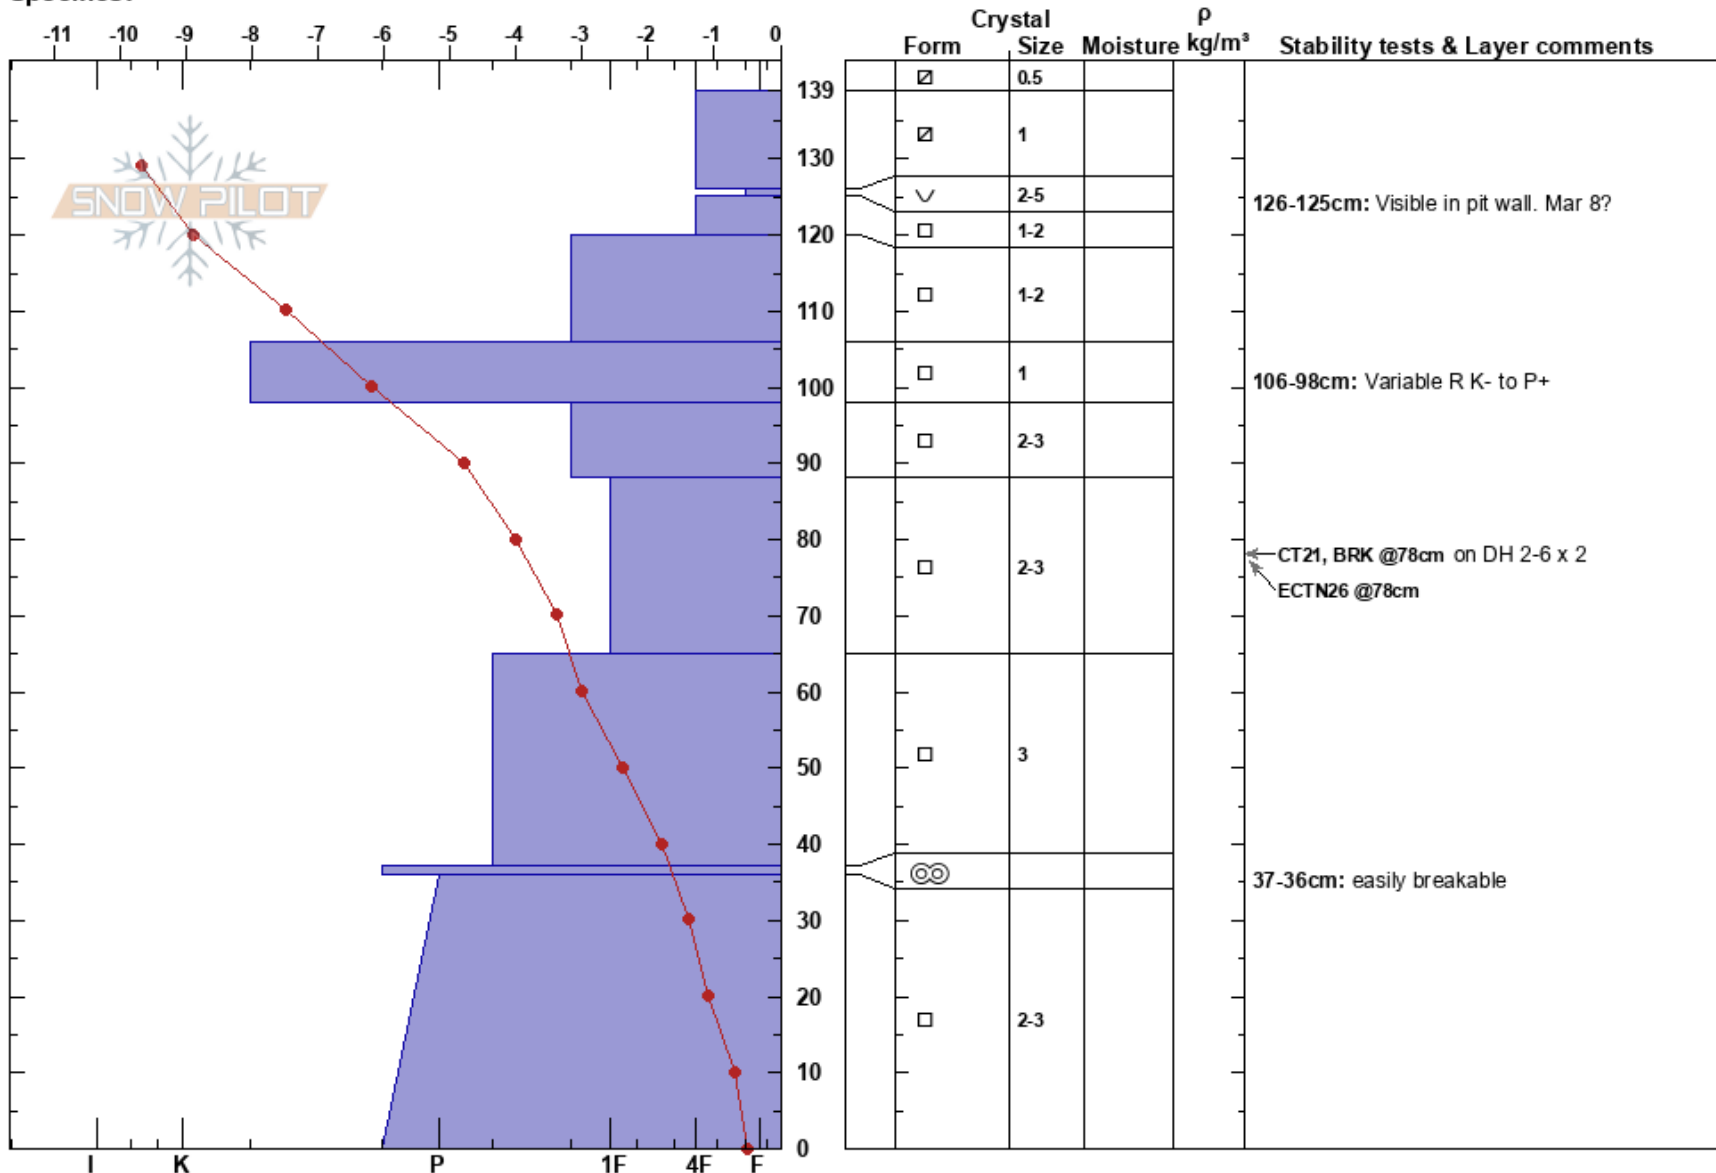 Crystal
ρ
Form Size Moisture kg/m³ Stability tests & Layer comments
-11 -10 -9 -8 -7 -6 -5 -4 -3 -2 -1 0
0.5
139
1
130
SNOW PILOT
2-5
126-125cm: Visible in pit wall. Mar 8?
120
1-2
1-2
110
1
106-98cm: Variable R K- to P+
100
2-3
90
80
CT21, BRK @78cm on DH 2-6 x 2
2-3
ECTN26 @78cm
70
60
3
50
40
37-36cm: easily breakable
30
20
2-3
10
0
I K P 1F 4F F